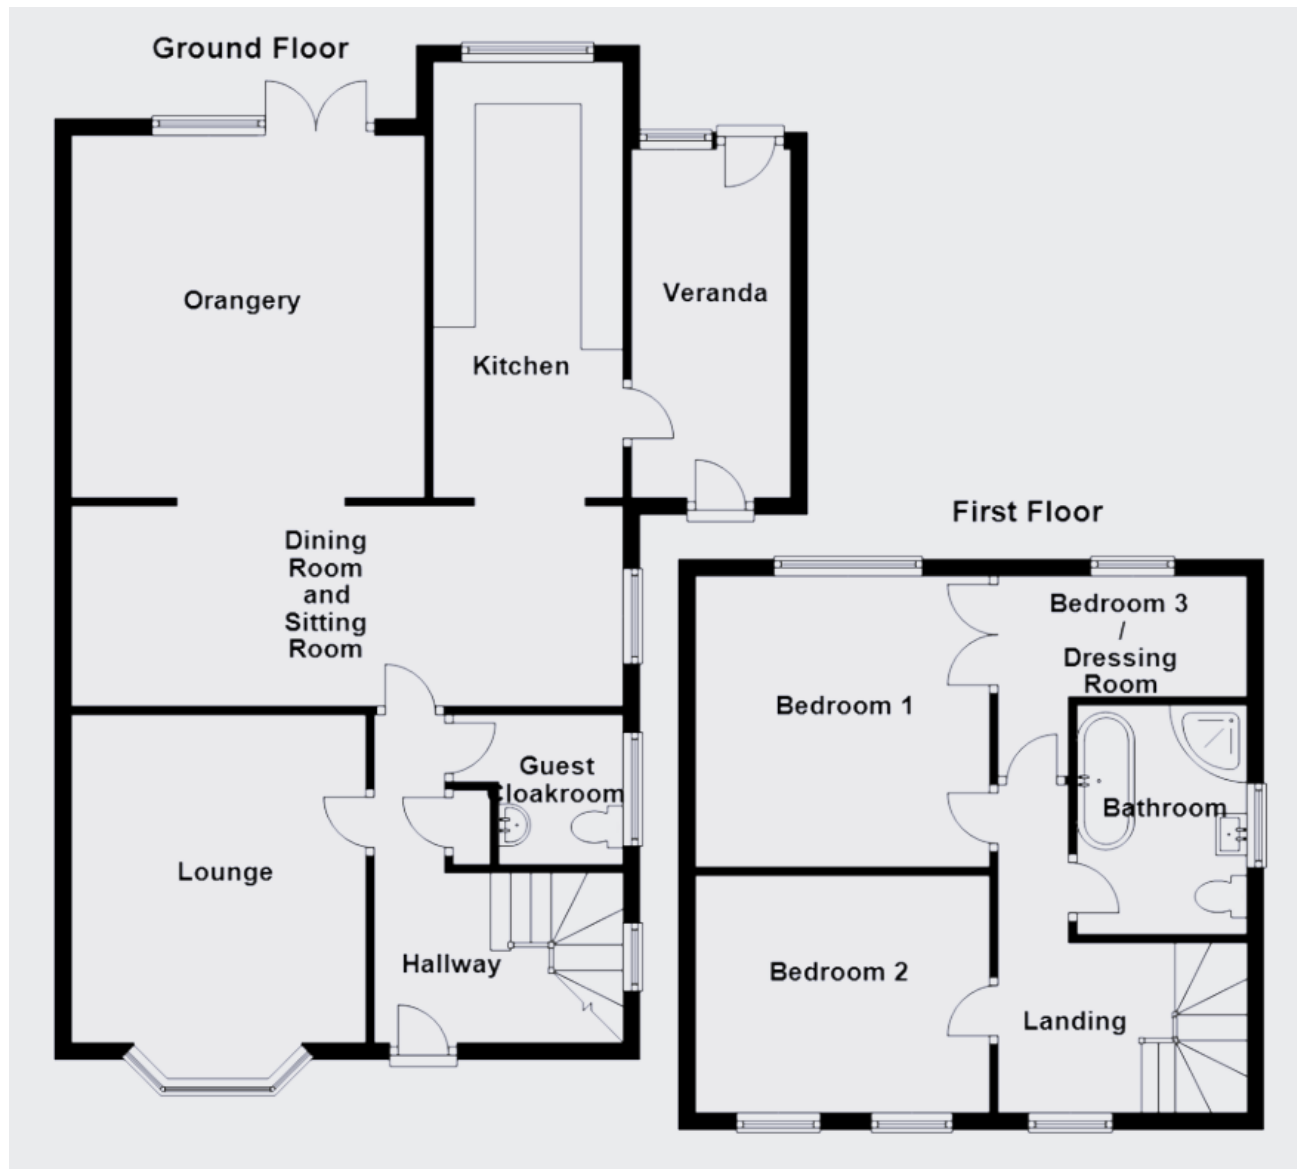 Ground Floor
Orangery
Kitchen
Veranda
Dining
Room
and
Sitting
Room
Guest
Cloakroom
Lounge
Hallway
First Floor
Bedroom 3
/
Dressing
Room
Bedroom 1
Bathroom
Bedroom 2
Landing